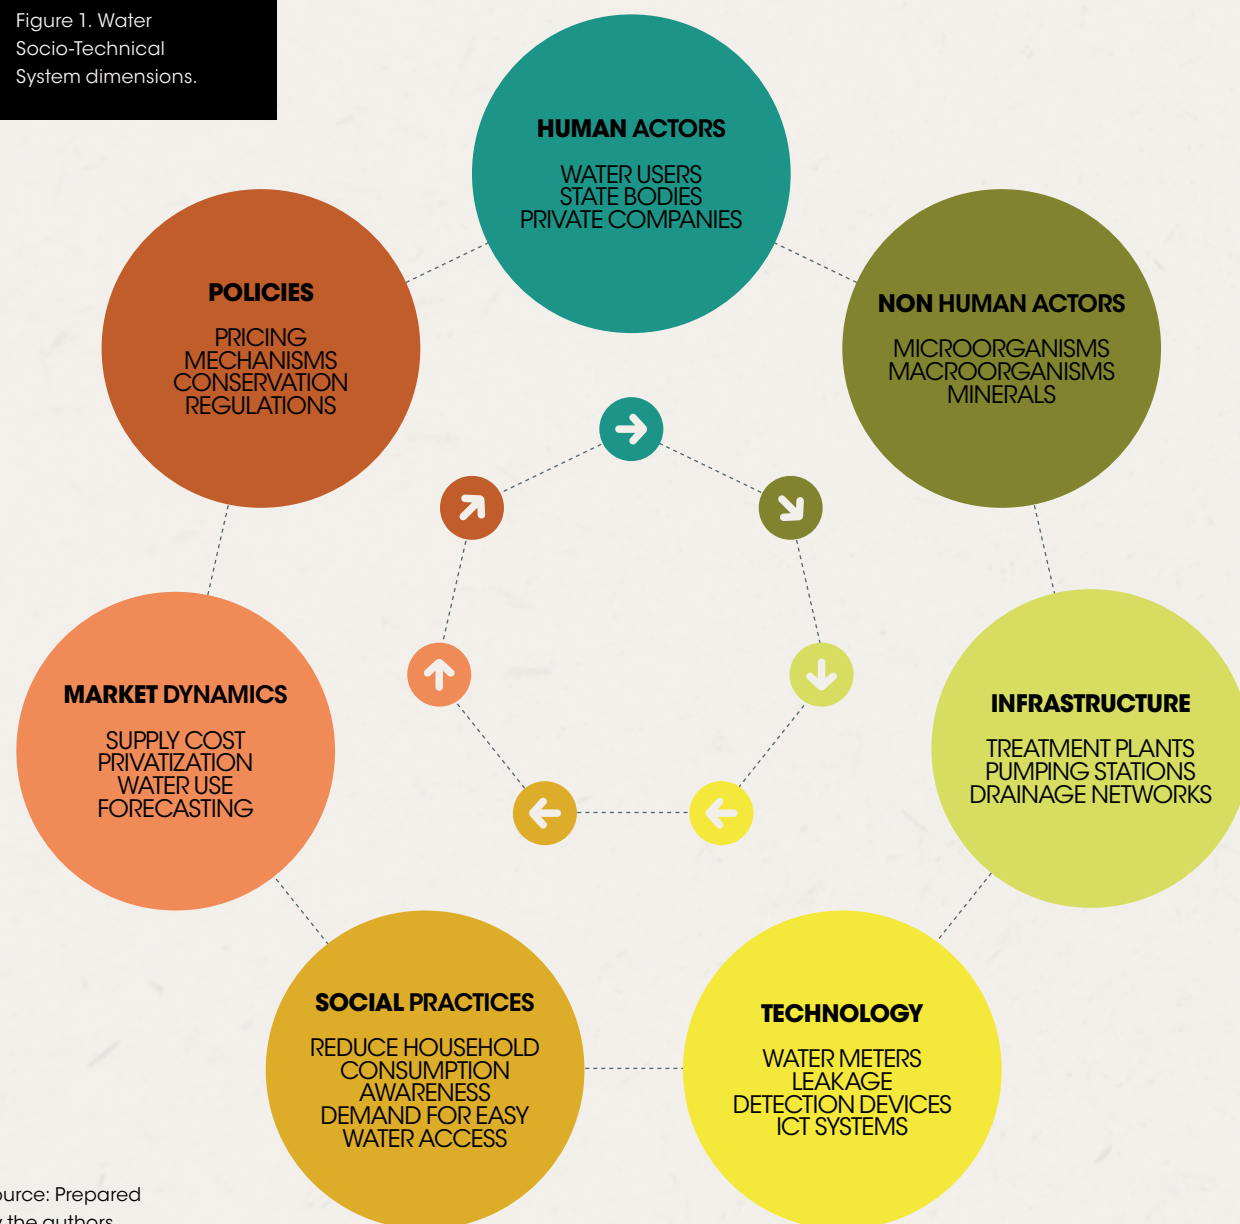 Figure 1. Water
Socio-Technical
System dimensions.
HUMAN ACTORS
WATER USERS
STATE BODIES
PRIVATE COMPANIES
POLICIES
PRICING
MECHANISMS
CONSERVATION
REGULATIONS
NON HUMAN ACTORS
MICROORGANISMS
MACROORGANISMS
MINERALS
MARKET DYNAMICS
SUPPLY COST
PRIVATIZATION
WATER USE
FORECASTING
INFRASTRUCTURE
TREATMENT PLANTS
PUMPING STATIONS
DRAINAGE NETWORKS
SOCIAL PRACTICES
REDUCE HOUSEHOLD
CONSUMPTION
AWARENESS
DEMAND FOR EASY
WATER ACCESS
TECHNOLOGY
WATER METERS
LEAKAGE
DETECTION DEVICES
ICT SYSTEMS
ource: Prepared
the authors